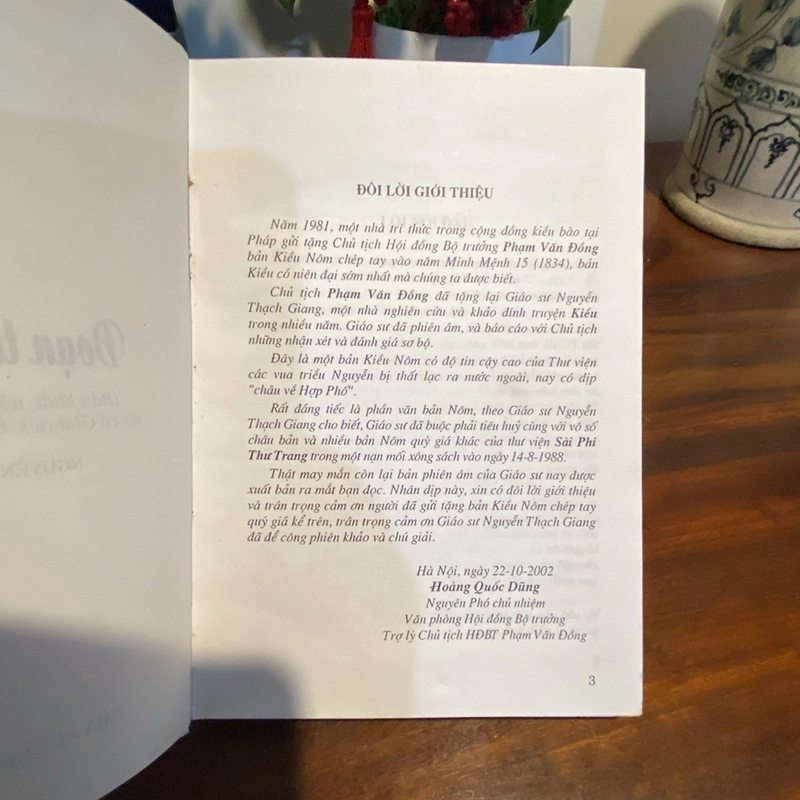 ĐÔI LỜI GIỚI THIỆU
Năm 1981, một nhà trí thức trong cộng đồng kiều bào tại
Pháp gửi tặng Chủ tịch Hội đồng Bộ trưởng Phạm Văn Đồng
bản Kiều Nôm chép tay vào năm Minh Mệnh 15 (1834), bản
Kiều có niên đại sớm nhất mà chúng ta được biết.
Chủ tịch Phạm Văn Đồng đã tặng lại Giáo sư Nguyễn
Thạch Giang, một nhà nghiên cứu và khảo đính truyện Kiều
trong nhiều năm. Giáo sư đã phiên âm, và báo cáo với Chủ tịch
những nhận xét và đánh giá sơ bộ.
Đây là một bản Kiều Nôm có độ tin cậy cao của Thư viện
các vua triều Nguyễn bị thất lạc ra nước ngoài, nay có dịp
"châu về Hợp Phố".
Rất đáng tiếc là phần văn bản Nôm, theo Giáo sư Nguyễn
Thạch Giang cho biết, Giáo sư đã buộc phải tiêu huỷ cùng với vô số
châu bản và nhiều bản Nôm quý giá khác của thư viện Sài Phi
Thư Trang trong một nạn mối xông sách vào ngày 14-8-1988.
Thật may mắn còn lại bản phiên âm của Giáo sư nay được
xuất bản ra mắt bạn đọc. Nhân dịp này, xin có đôi lời giới thiệu
và trân trọng cảm ơn người đã gửi tặng bản Kiều Nôm chép tay
quý giá kể trên, trân trọng cảm ơn Giáo sư Nguyễn Thạch Giang
đã để công phiên khảo và chú giải.
Hà Nội, ngày 22-10-2002
Hoàng Quốc Dũng
Nguyên Phó chủ nhiệm
Văn phòng Hội đồng Bộ trưởng
Trợ lý Chủ tịch HĐBT Phạm Văn Đồng
3